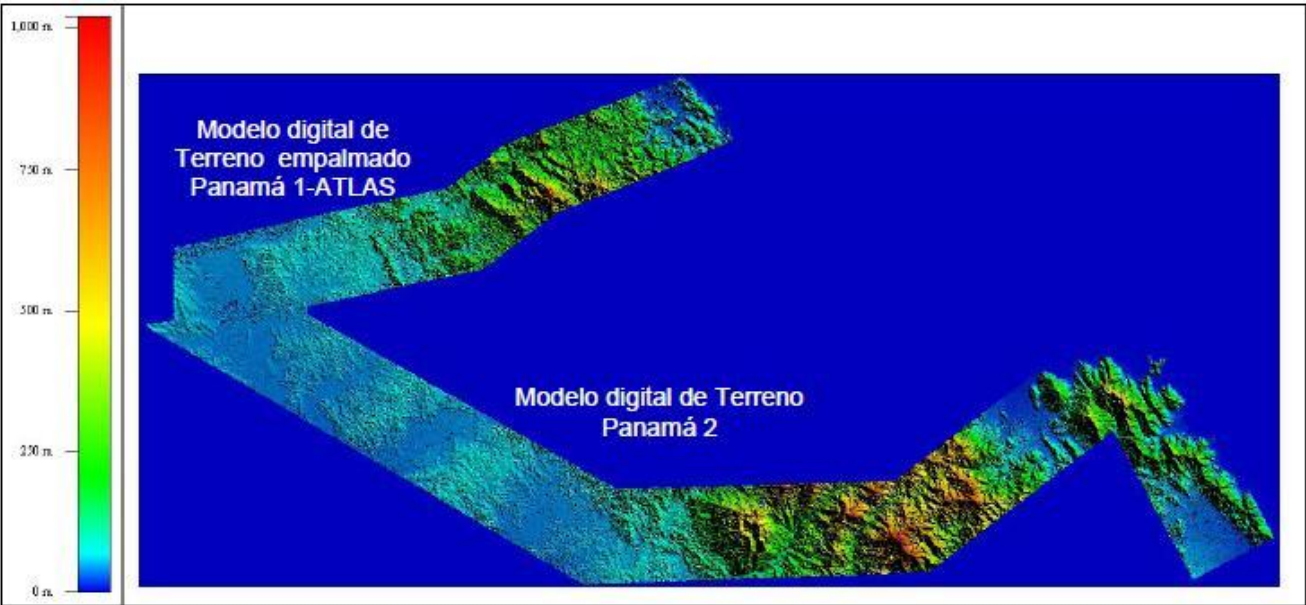 1,000 m.
750 m.
500 m.
250 m.
0 m.
Modelo digital de
Terreno empalmado
Panamá 1-ATLAS
Modelo digital de Terreno
Panamá 2